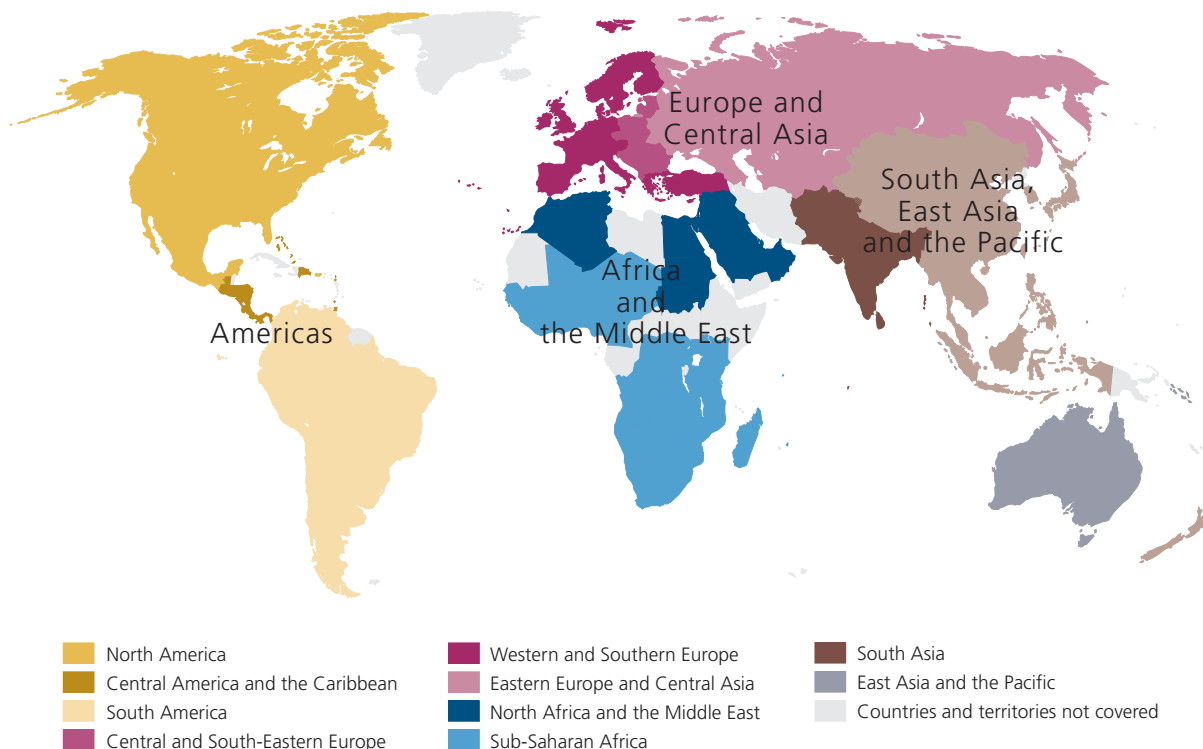 Europe and
Central Asia
South Asia,
East Asia
and the Pacific
Africa
and
the Middle East
Americas
North America
Central America and the Caribbean
South America
Central and South-Eastern Europe
Western and Southern Europe
Eastern Europe and Central Asia
North Africa and the Middle East
Sub-Saharan Africa
South Asia
East Asia and the Pacific
Countries and territories not covered